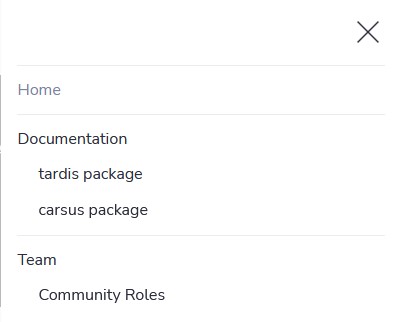 Home
Documentation
tardis package
carsus package
Team
Community Roles